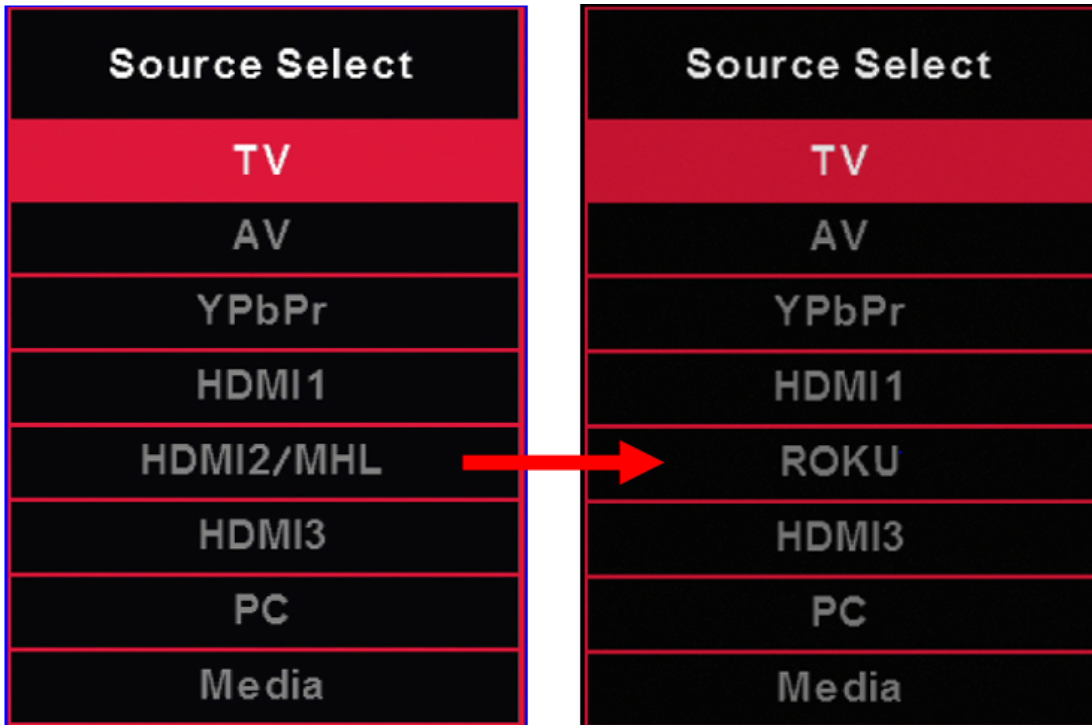 Source Select
TV
AV
YPbPr
HDMI1
HDMI2/MHL
HDMI3
PC
Media
Source Select
TV
AV
YPbPr
HDMI1
ROKU
HDMI3
PC
Media